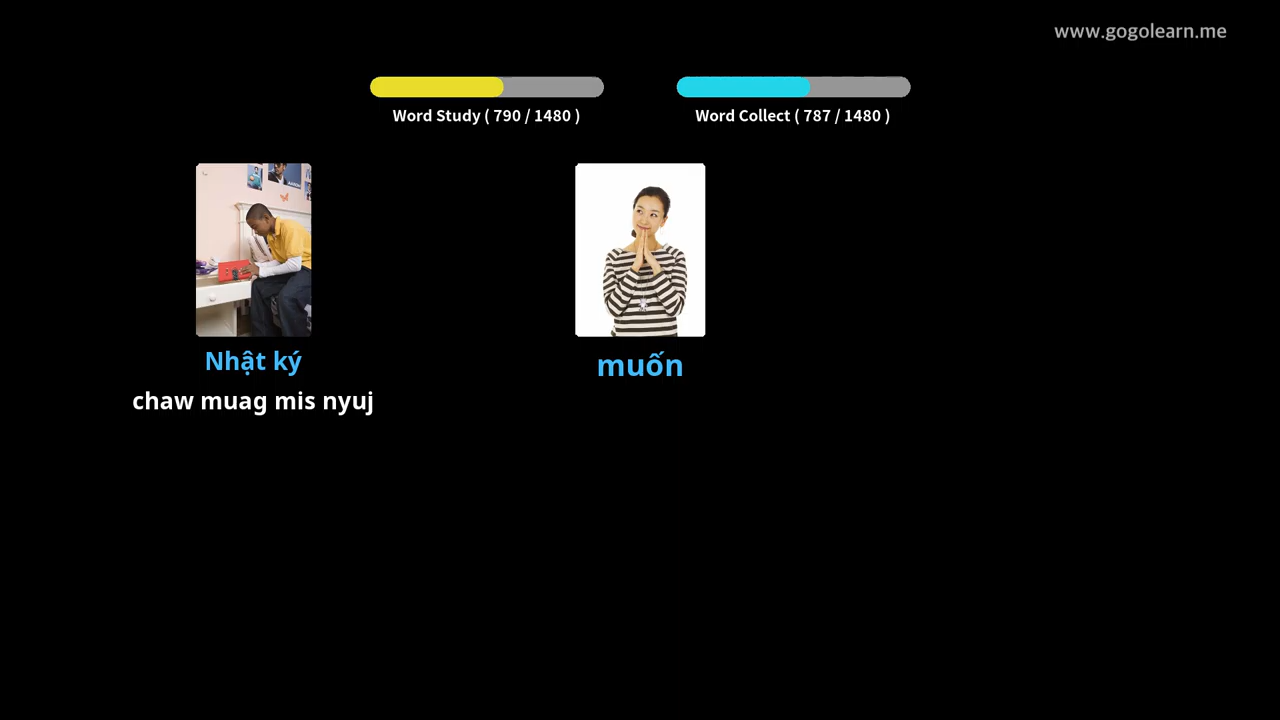 www.gogolearn.me
Word Study ( 790 / 1480 )
Word Collect ( 787 / 1480 )
Nhật ký
chaw muag mis nyuj
muốn